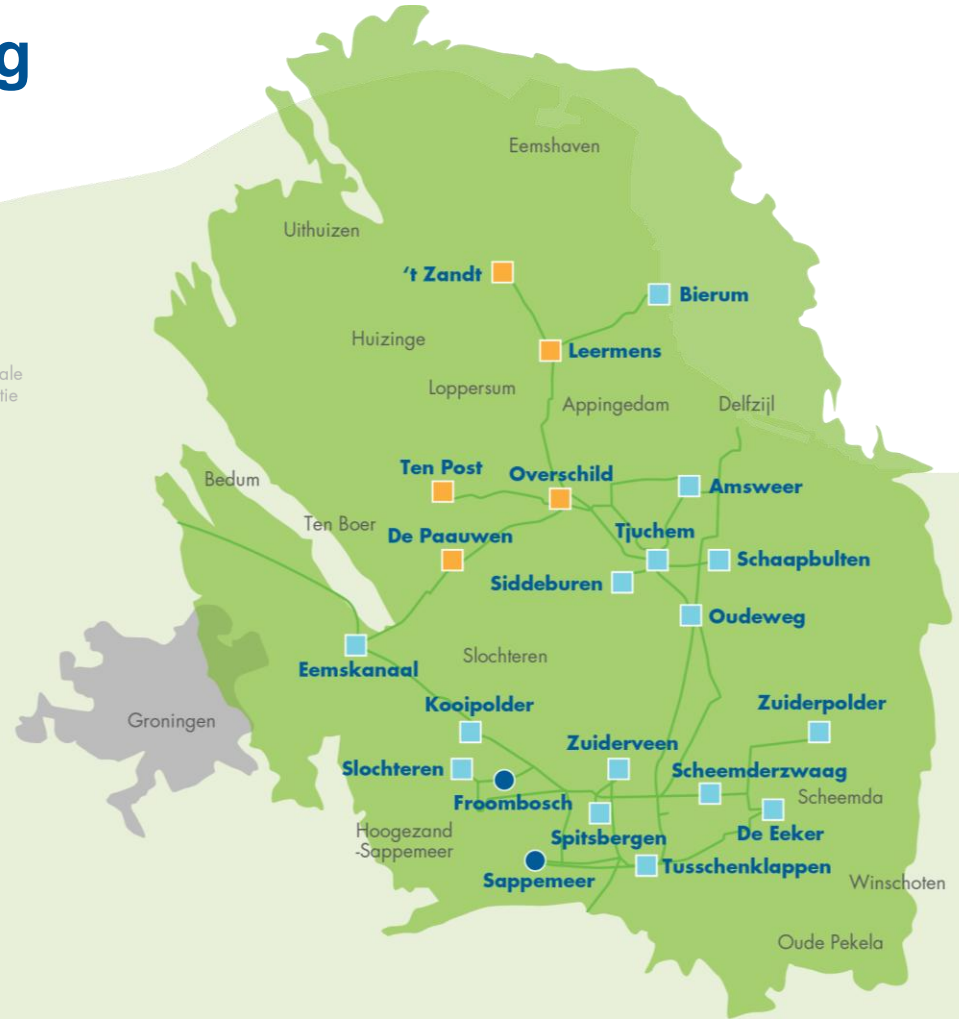 g
Eemshaven
Uithuizen
‘t Zandt
Bierum
Huizinge
Leermens
ale
tie
Loppersum
Appingedam
Delfzijl
Ten Post
Overschild
Bedum
Amsweer
Ten Boer
De Paauwen
Tjuchem
Schaapbulten
Siddeburen
Oudeweg
Slochteren
Eemskanaal
Kooipolder
Zuiderpolder
Groningen
Zuiderveen
Slochteren
Scheemderzwaag
Scheemda
Froombosch
Hoogezand
-Sappemeer
Spitsbergen
De Eeker
Tusschenklappen
Sappemeer
Winschoten
Oude Pekela